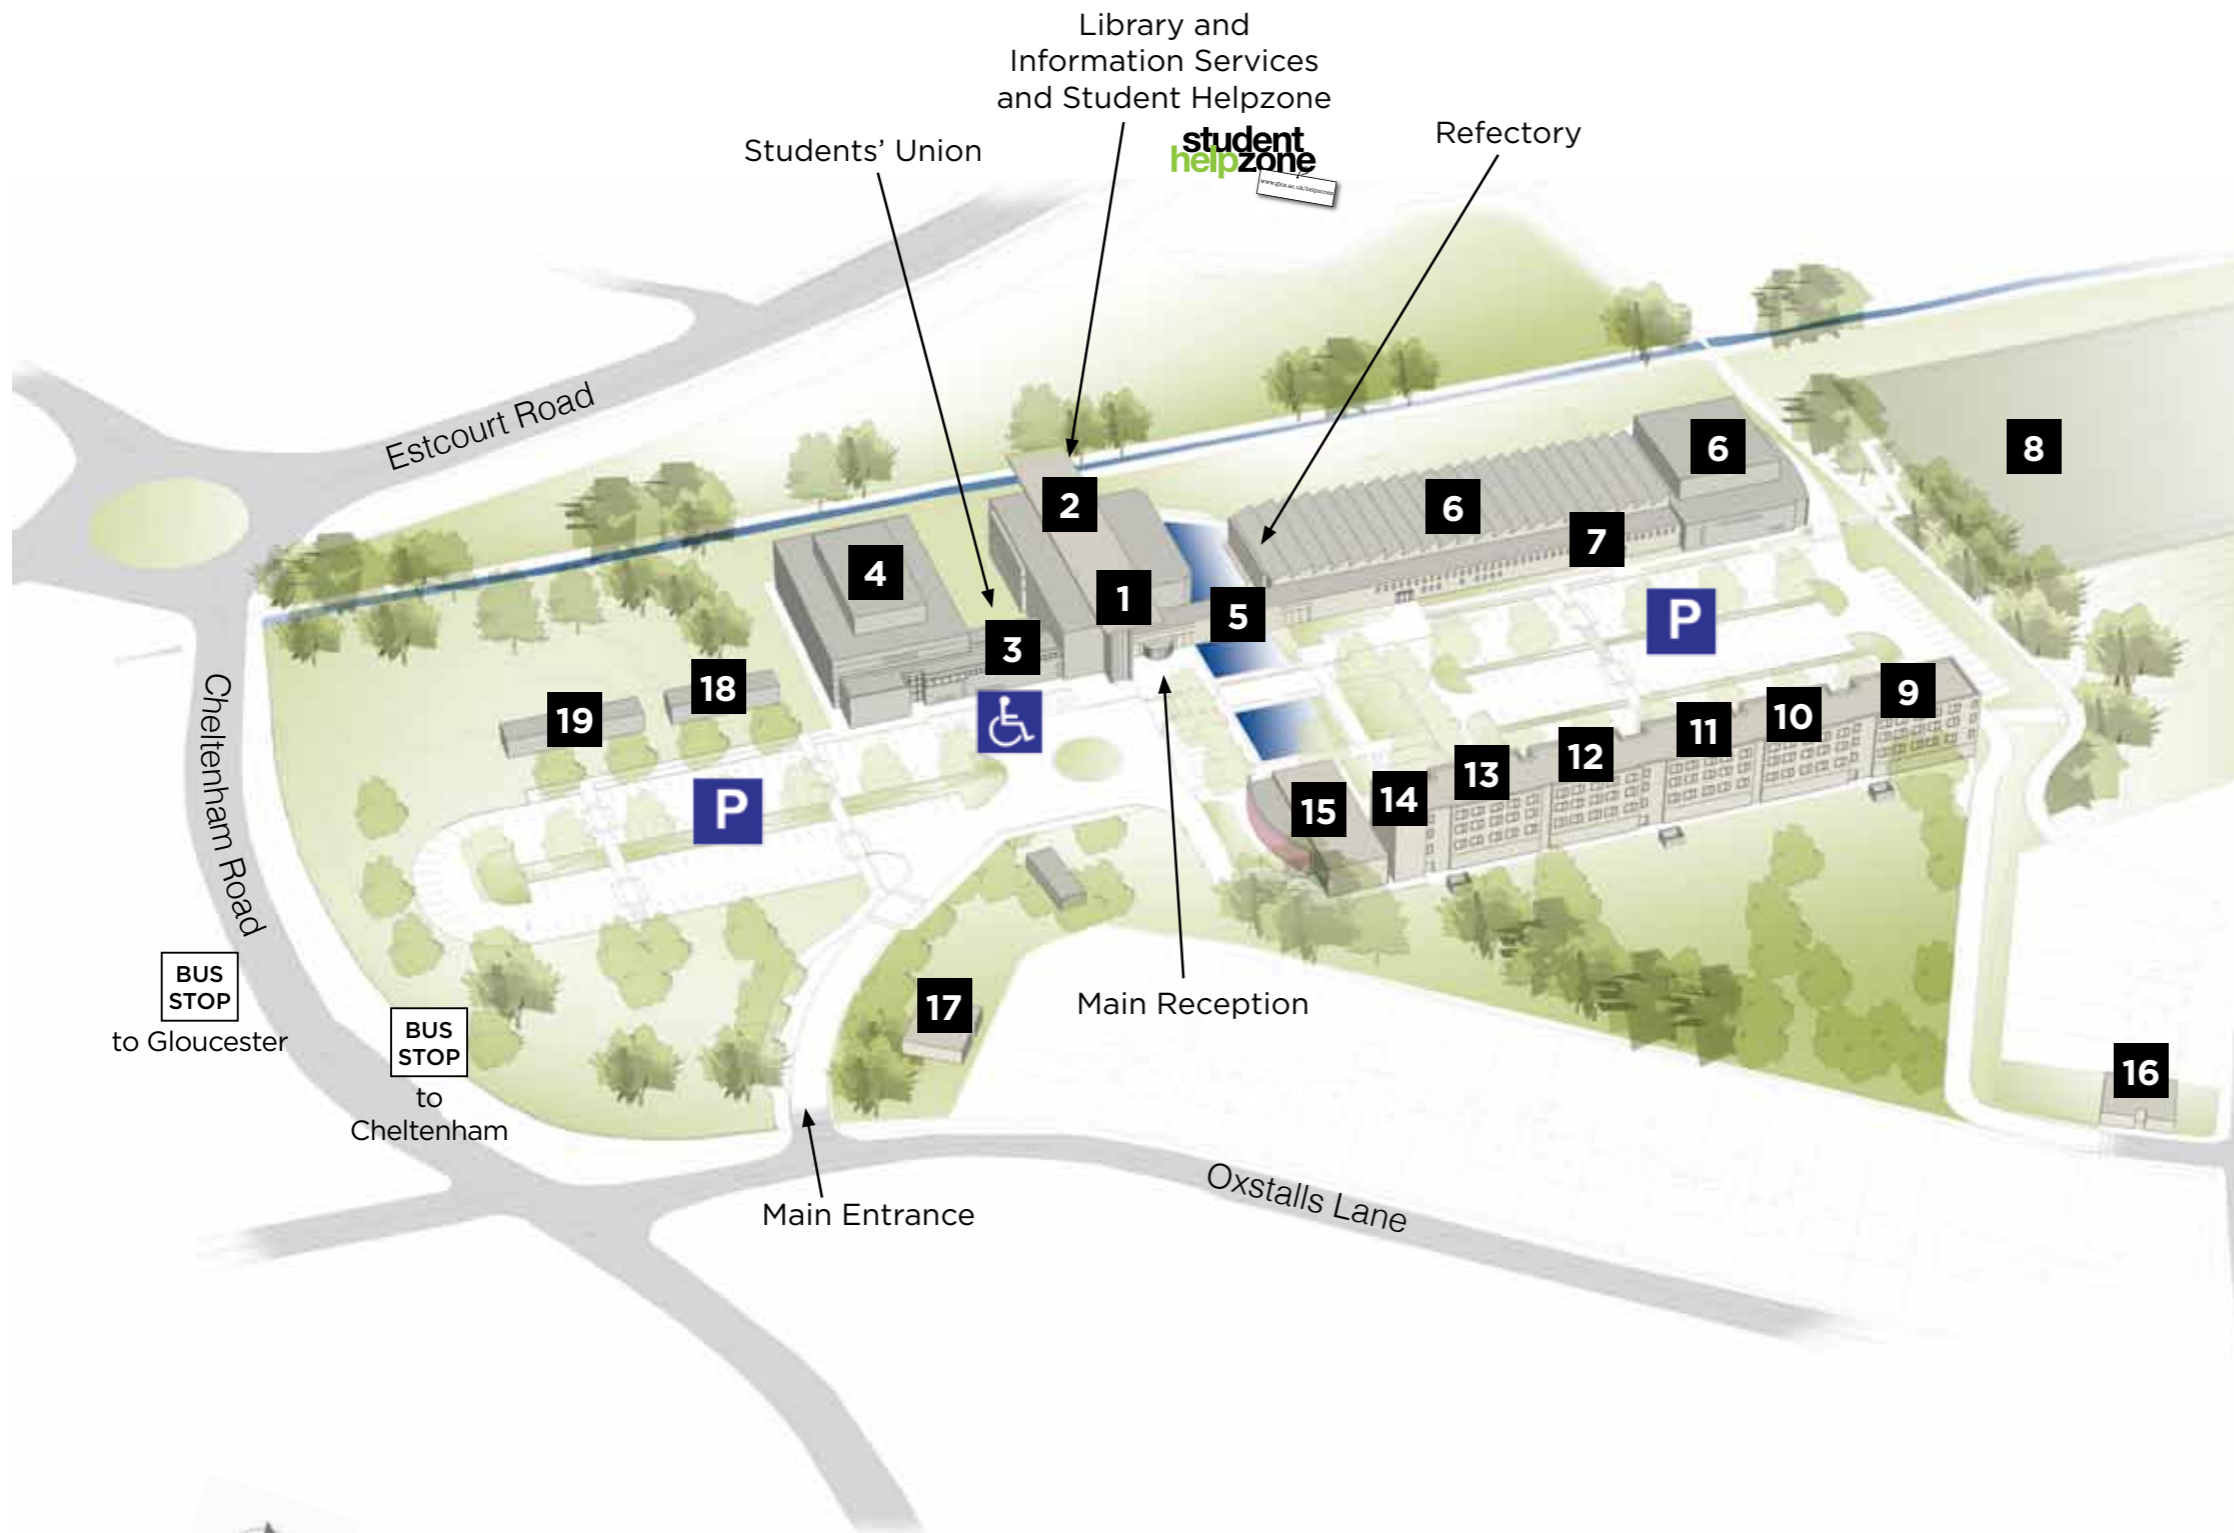 Library and
Information Services
and Student Helpzone
student
helpzone
Students' Union
Refectory
Estcourt Road
6
8
2
6
7
4
1
5
P
3
18
19
9
10
11
12
13
14
15
P
Cheltenham Road
BUS
STOP
to Gloucester
BUS
STOP
to
Cheltenham
17
Main Reception
16
Main Entrance
Oxstalls Lane